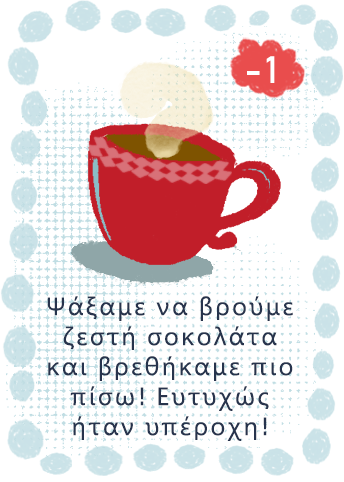 -1
Ψάξαμε να βρούμε
ζεστή σοκολάτα
και βρεθήκαμε πιο
πίσω! Ευτυχώς
ήταν υπέροχη!